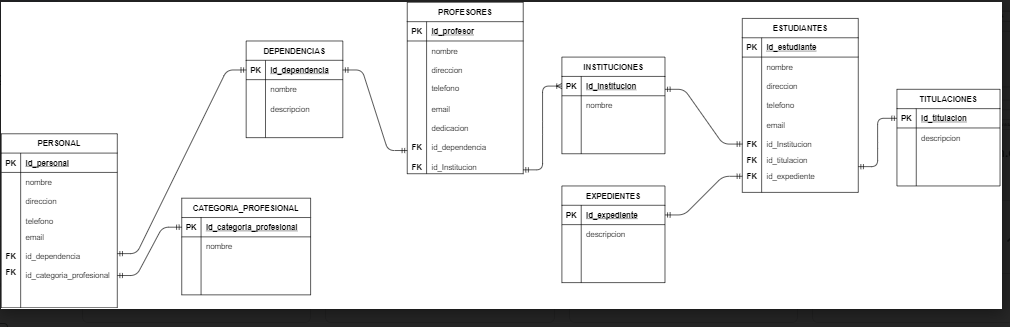 PROFESORES
PK id_profesor
nombre
direccion
telefono
email
dedicacion
FK id_dependencia
FK id_Institucion
DEPENDENCIAS
PK id_dependencia
nombre
descripcion
INSTITUCIONES
PK id_Institucion
nombre
ESTUDIANTES
PK id_estudiante
nombre
direccion
telefono
email
FK id_Institucion
FK id_titulacion
FK id_expediente
TITULACIONES
PK id_titulacion
descripcion
PERSONAL
PK id_personal
nombre
direccion
telefono
email
FK id_dependencia
FK id_categoria_profesional
CATEGORIA_PROFESIONAL
PK id_categoria_profesional
nombre
EXPEDIENTES
PK id_expediente
descripcion